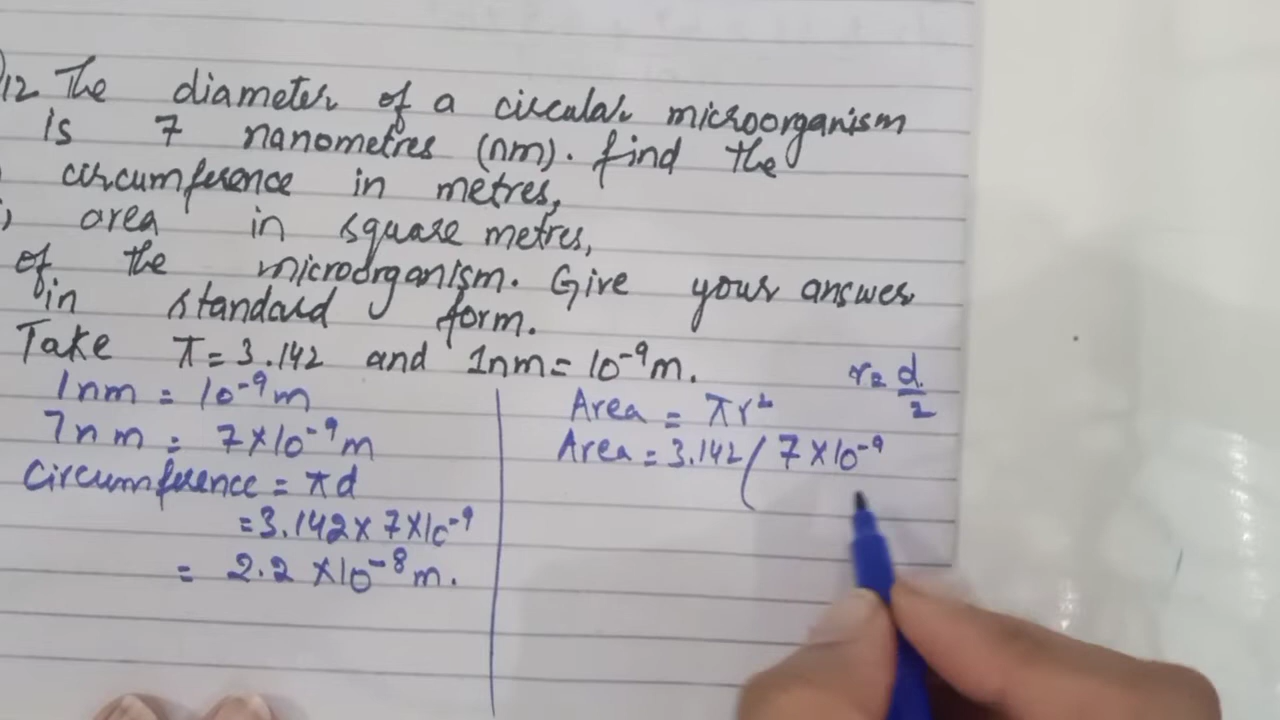 12 The diameter of a circular microorganism
is 7 nanometres (nm). find the
circumference in metres,
area in square metres,
of the microorganism. Give your answer
in standard form.
Take π=3.142 and 1nm=10⁻⁹m.
1nm = 10⁻⁹m
7nm = 7×10⁻⁹m
Circumference = πd
=3.142×7×10⁻⁹
= 2.2×10⁻⁸m.
r= d/2
Area = πr²
Area = 3.142(7×10⁻⁹